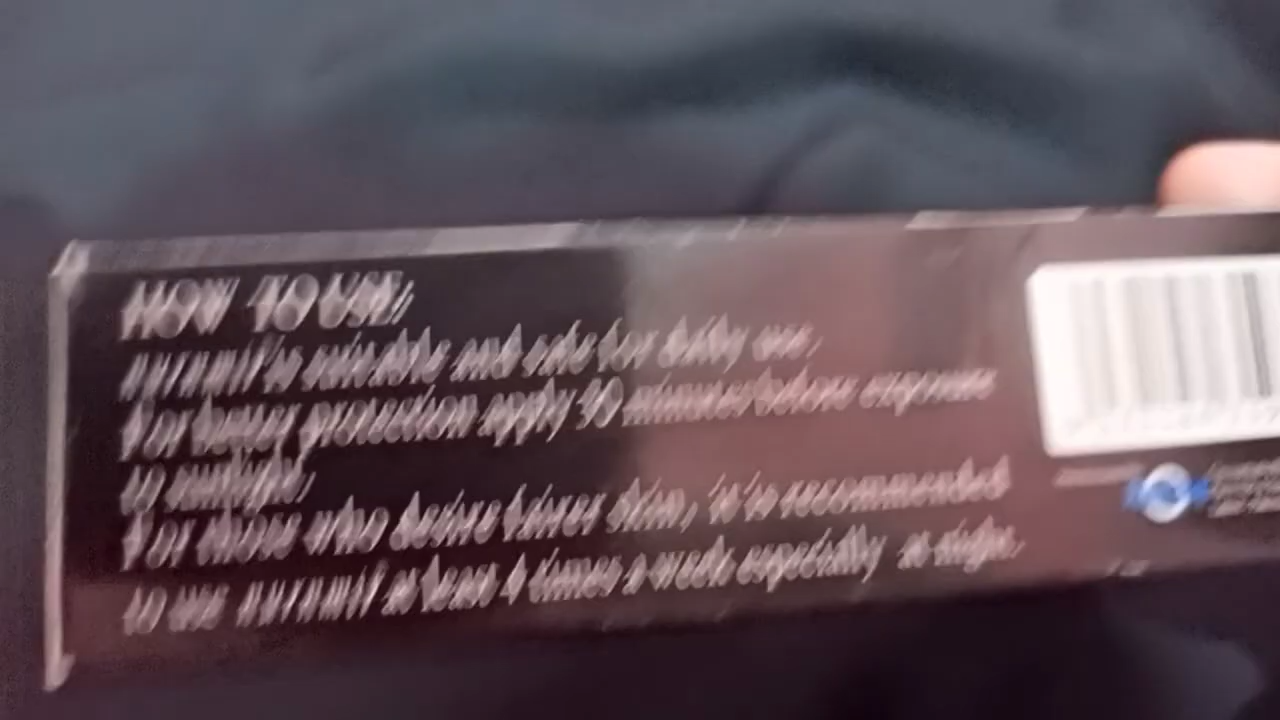 HOW TO USE:
is suitable and safe for daily use.
For better protection apply 30 minutes before exposure
to sunlight.
For those who desire fairer skin, it is recommended
to use at least 4 times a week especially at night.